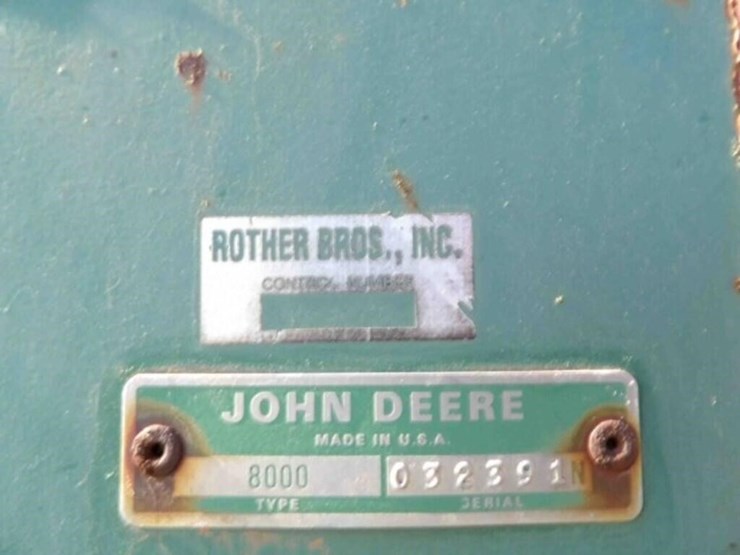 ROTHER BROS., INC.
CONTROL NUMBER
JOHN DEERE
MADE IN U.S.A.
8000 032391N
TYPE SERIAL